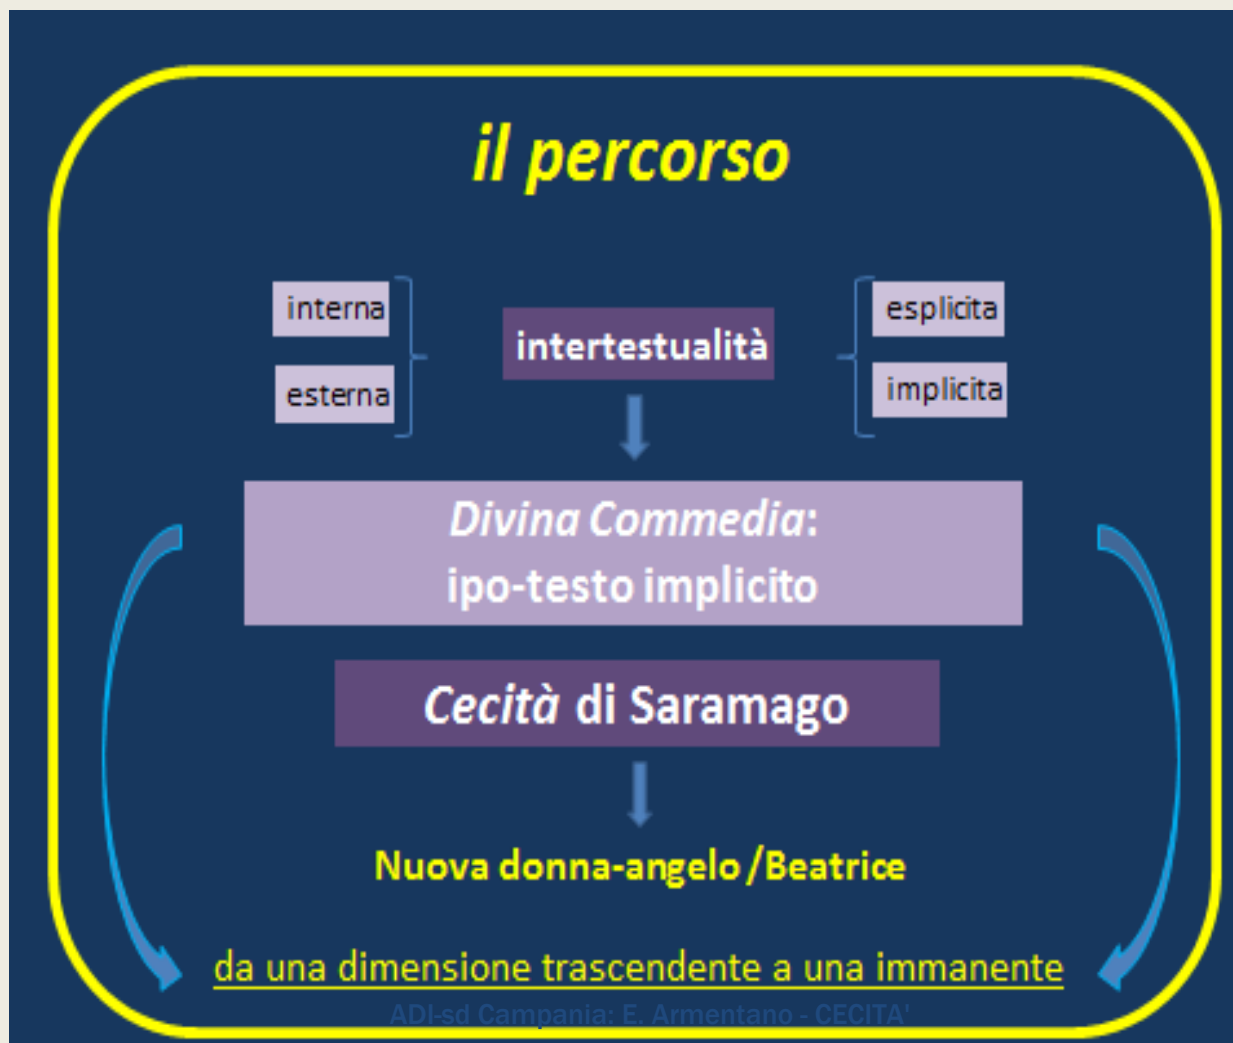 il percorso
interna
esterna
intertestualità
esplicita
implicita
Divina Commedia:
ipo-testo implicito
Cecità di Saramago
Nuova donna-angelo /Beatrice
da una dimensione trascendente a una immanente
ADI-sd Campania: E. Armentano - CECITA'